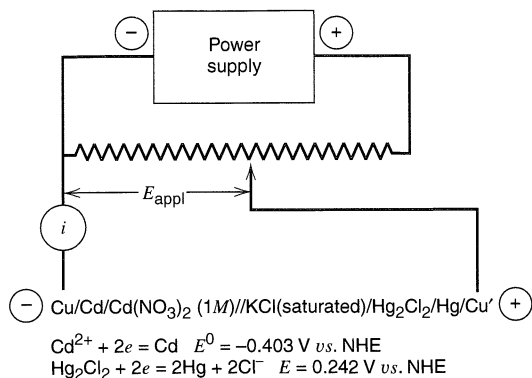 − Power +
supply
E_appl
i
− Cu/Cd/Cd(NO₃)₂ (1M)//KCl(saturated)/Hg₂Cl₂/Hg/Cu′ +
Cd²⁺ + 2e = Cd E⁰ = −0.403 V vs. NHE
Hg₂Cl₂ + 2e = 2Hg + 2Cl⁻ E = 0.242 V vs. NHE